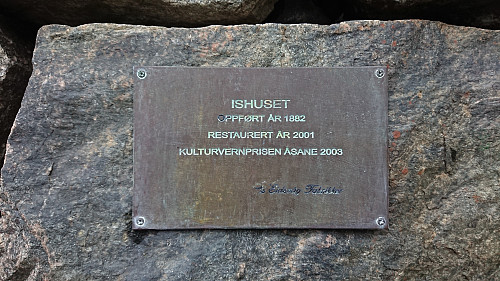 ISHUSET
OPPFØRT ÅR 1882
RESTAURERT ÅR 2001
KULTURVERNPRISEN ÅSANE 2003